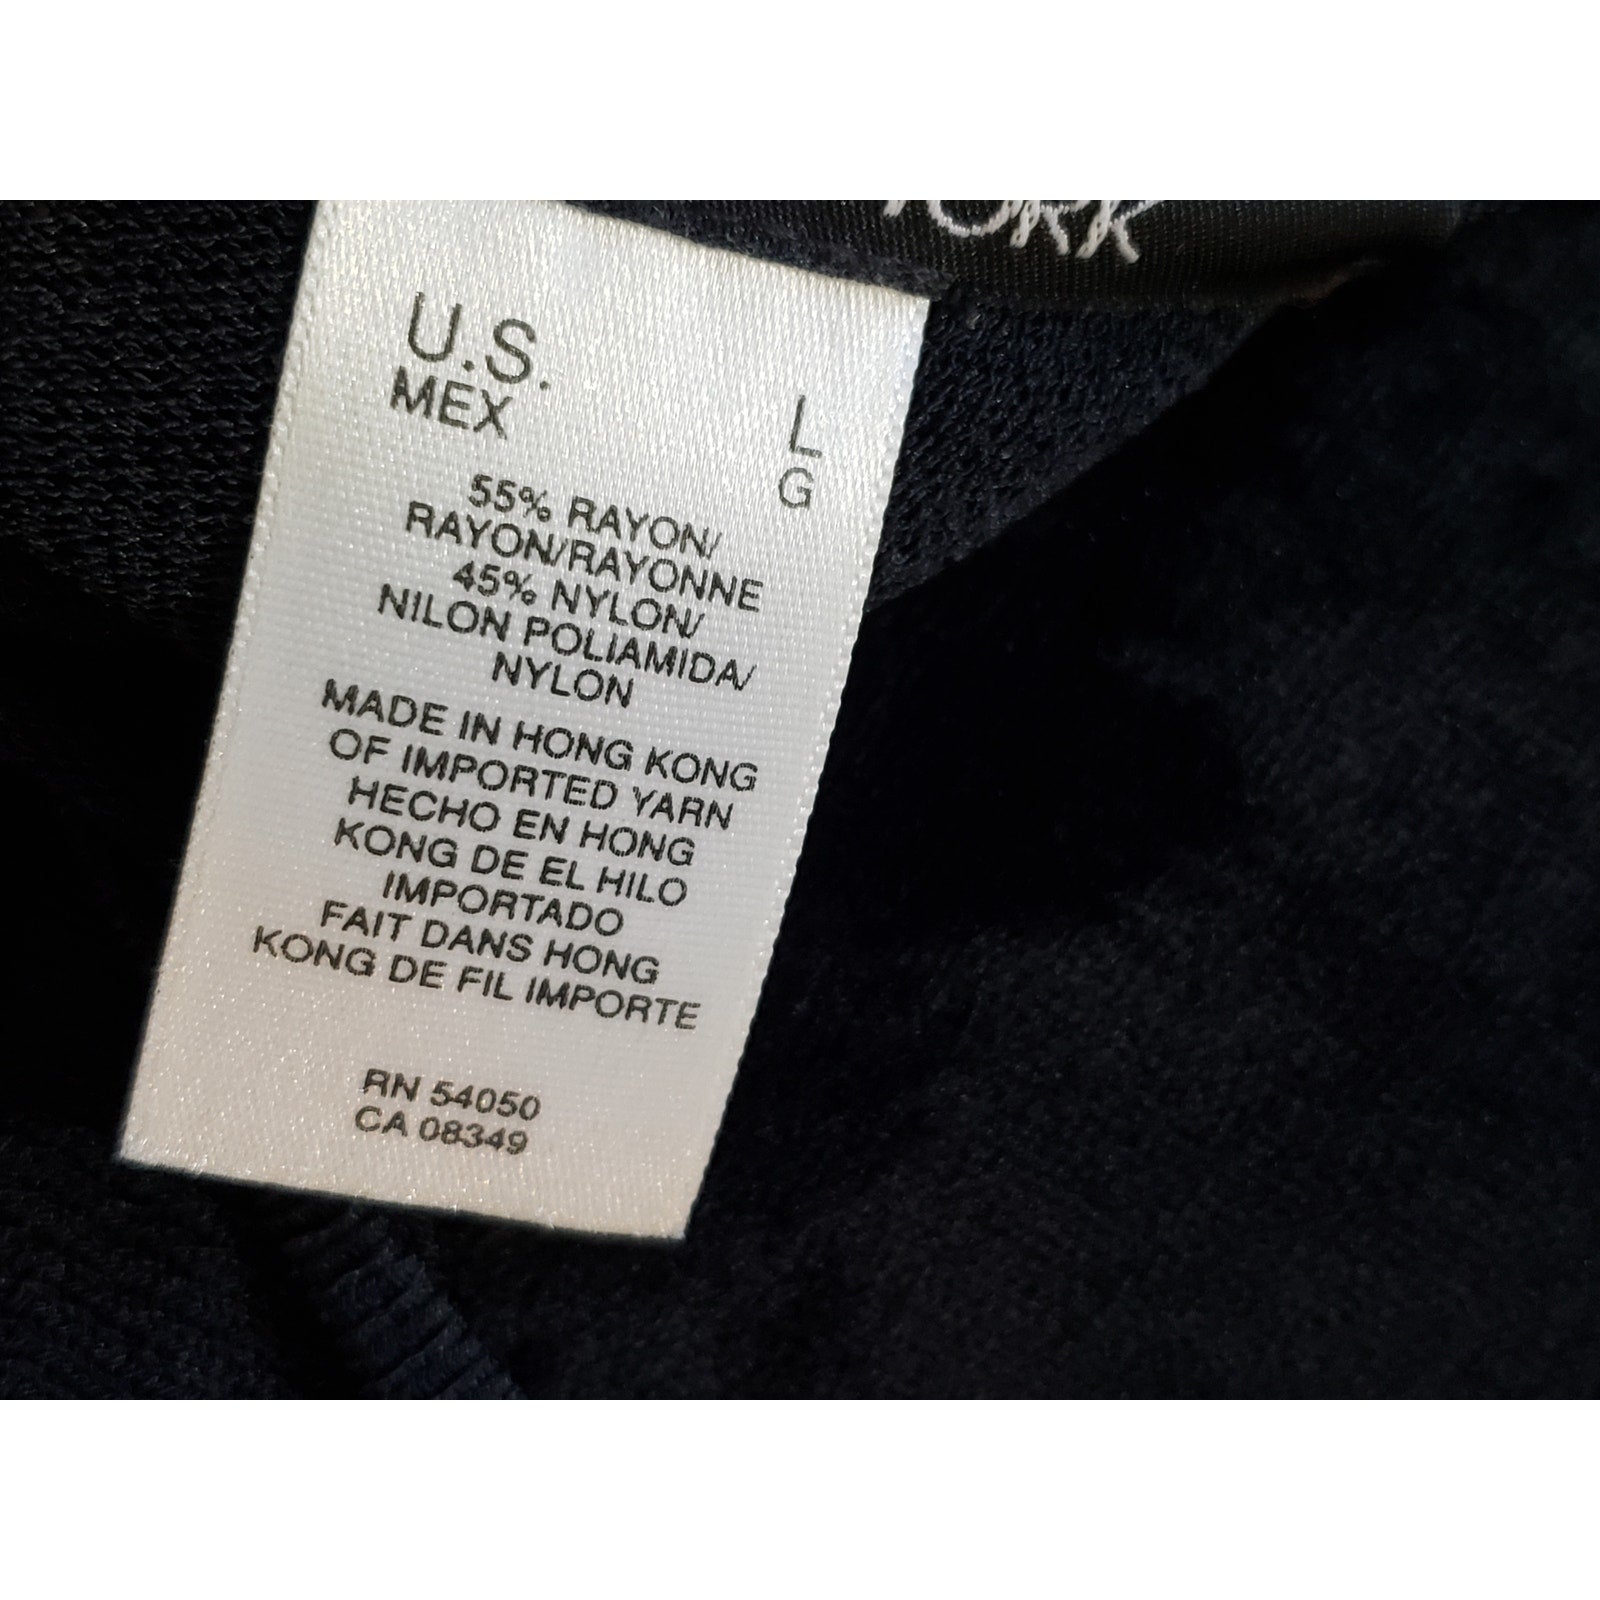 YORK
U.S. L
MEX G
55% RAYON/
RAYON/RAYONNE
45% NYLON/
NILON POLIAMIDA/
NYLON
MADE IN HONG KONG
OF IMPORTED YARN
HECHO EN HONG
KONG DE EL HILO
IMPORTADO
FAIT DANS HONG
KONG DE FIL IMPORTE
RN 54050
CA 08349